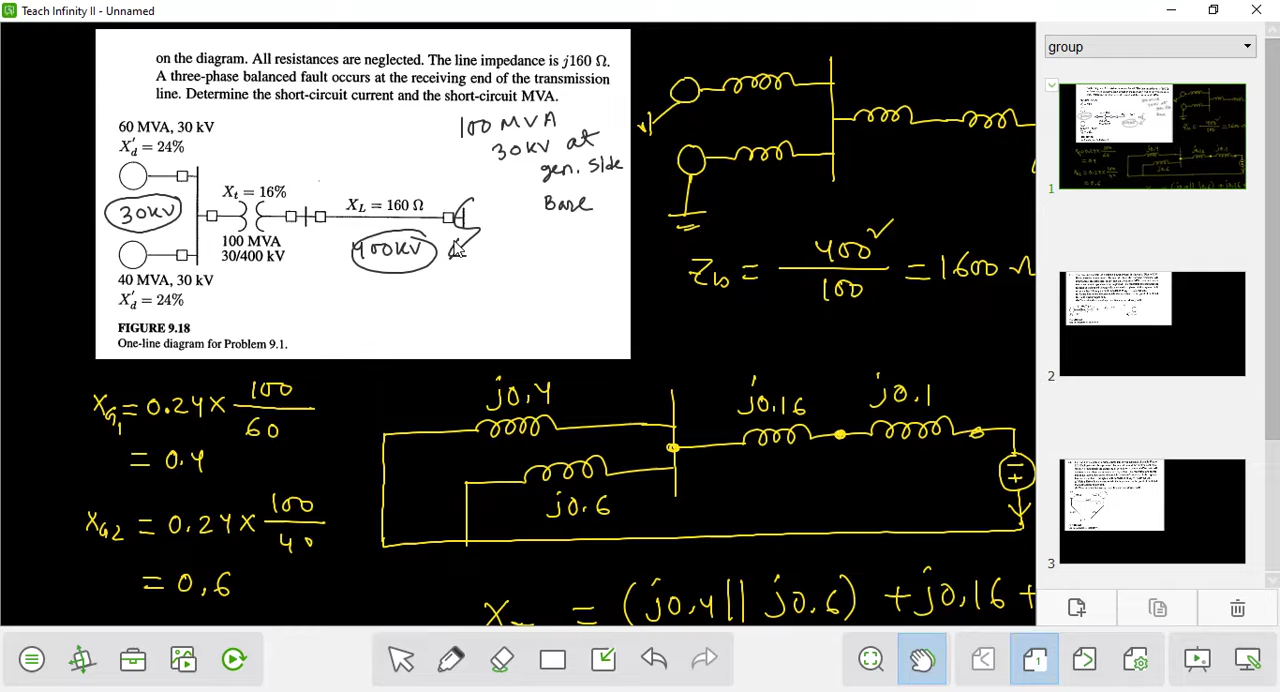 Teach Infinity II - Unnamed
on the diagram. All resistances are neglected. The line impedance is j160 Ω.
A three-phase balanced fault occurs at the receiving end of the transmission
line. Determine the short-circuit current and the short-circuit MVA.
60 MVA, 30 kV
X'd = 24%
30KV
40 MVA, 30 kV
X'd = 24%
Xt = 16%
100 MVA
30/400 kV
XL = 160 Ω
400KV
FIGURE 9.18
One-line diagram for Problem 9.1.
100 MVA
30KV at
gen. side
Base
Zb = 400² / 100 = 1600 Ω
XG1 = 0.24 × 100 / 60
= 0.4
XG2 = 0.24 × 100 / 40
= 0.6
j0.4
j0.6
j0.16
j0.1
= (j0.4 || j0.6) + j0.16 +
group
1
2
3
1